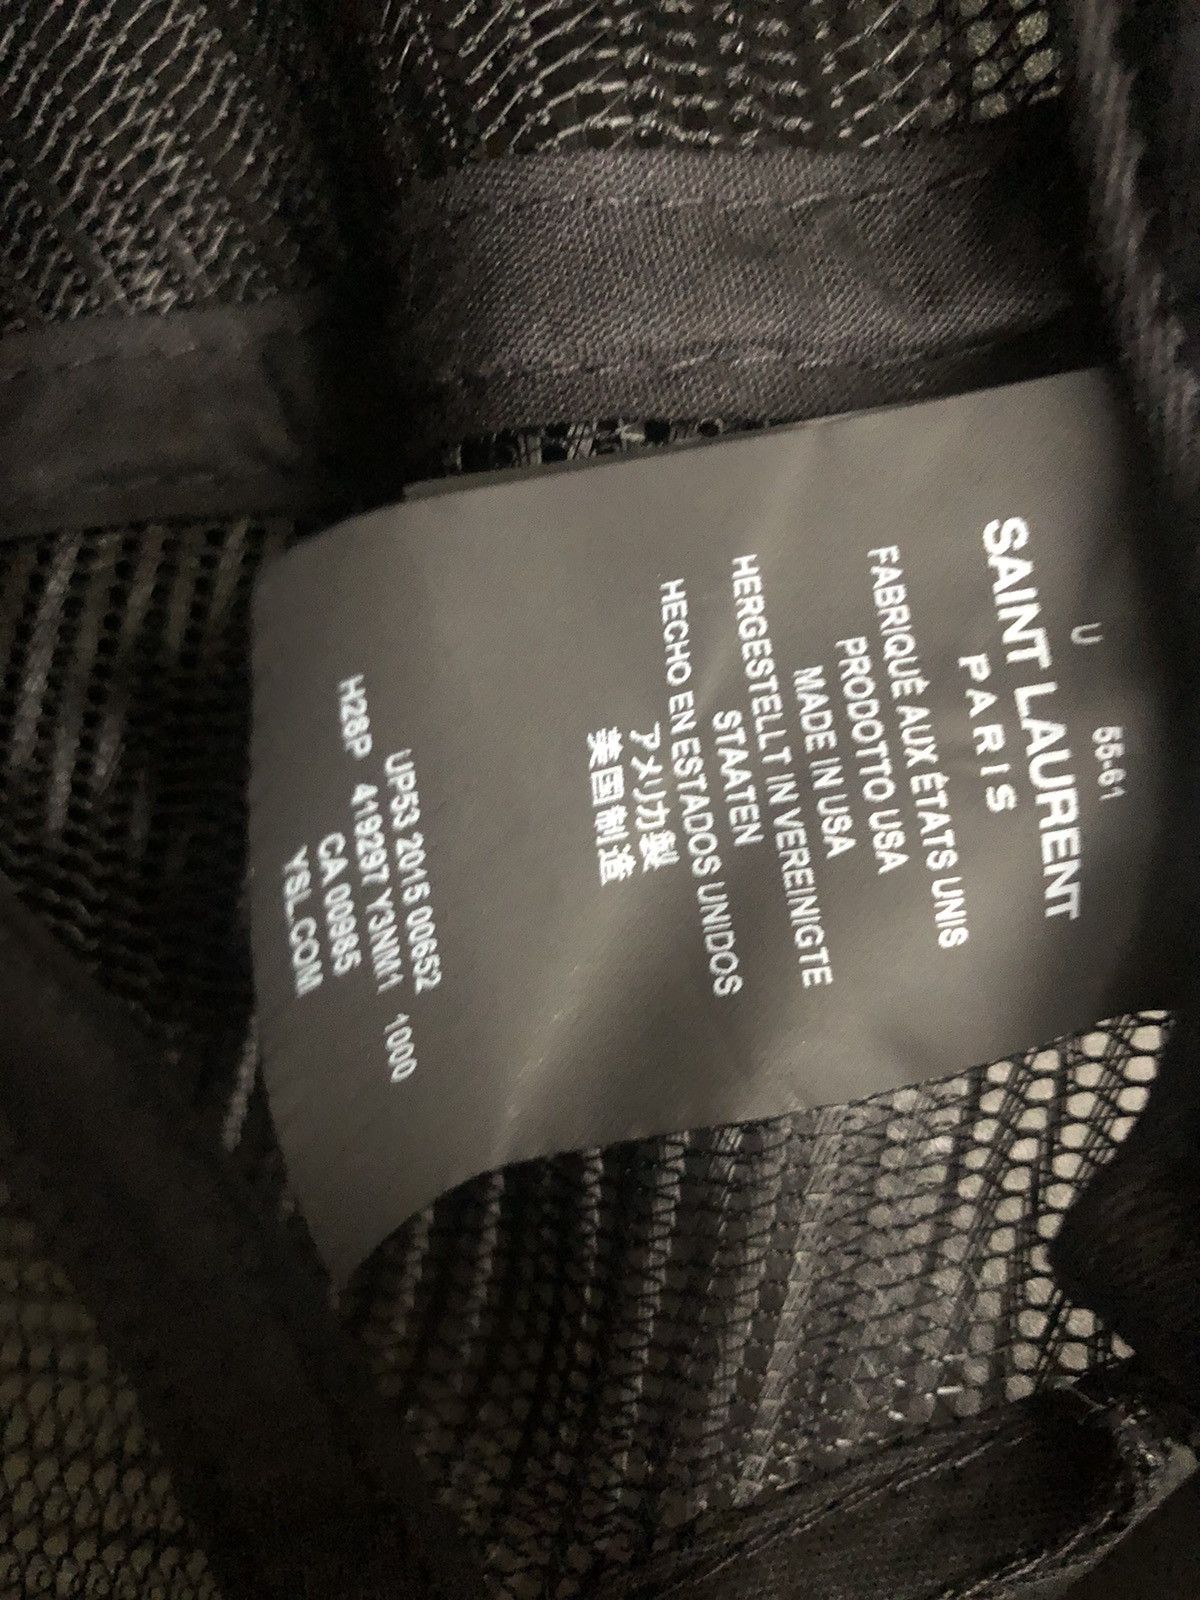 U 55-61
SAINT LAURENT
PARIS
FABRIQUÉ AUX ÉTATS UNIS
PRODOTTO USA
MADE IN USA
HERGESTELLT IN VEREINIGTE
STAATEN
HECHO EN ESTADOS UNIDOS
アメリカ製
美国制造
UP53 2015 00652
H28P 419297 Y3NM1 1000
CA 00985
YSL.COM